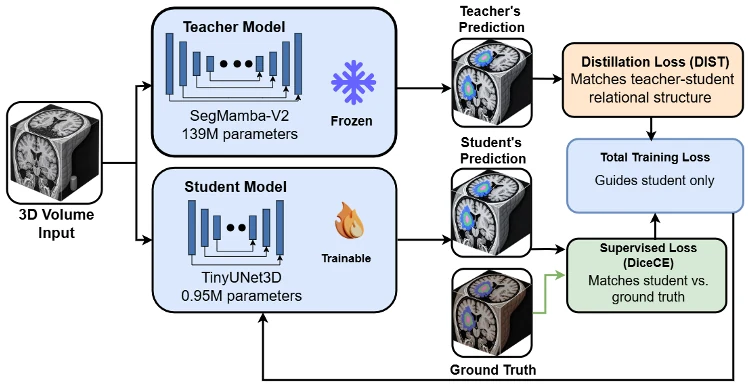 3D Volume
Input
Teacher Model
SegMamba-V2
139M parameters
Frozen
Student Model
TinyUNet3D
0.95M parameters
Trainable
Teacher's
Prediction
Student's
Prediction
Ground Truth
Distillation Loss (DIST)
Matches teacher-student
relational structure
Total Training Loss
Guides student only
Supervised Loss
(DiceCE)
Matches student vs.
ground truth